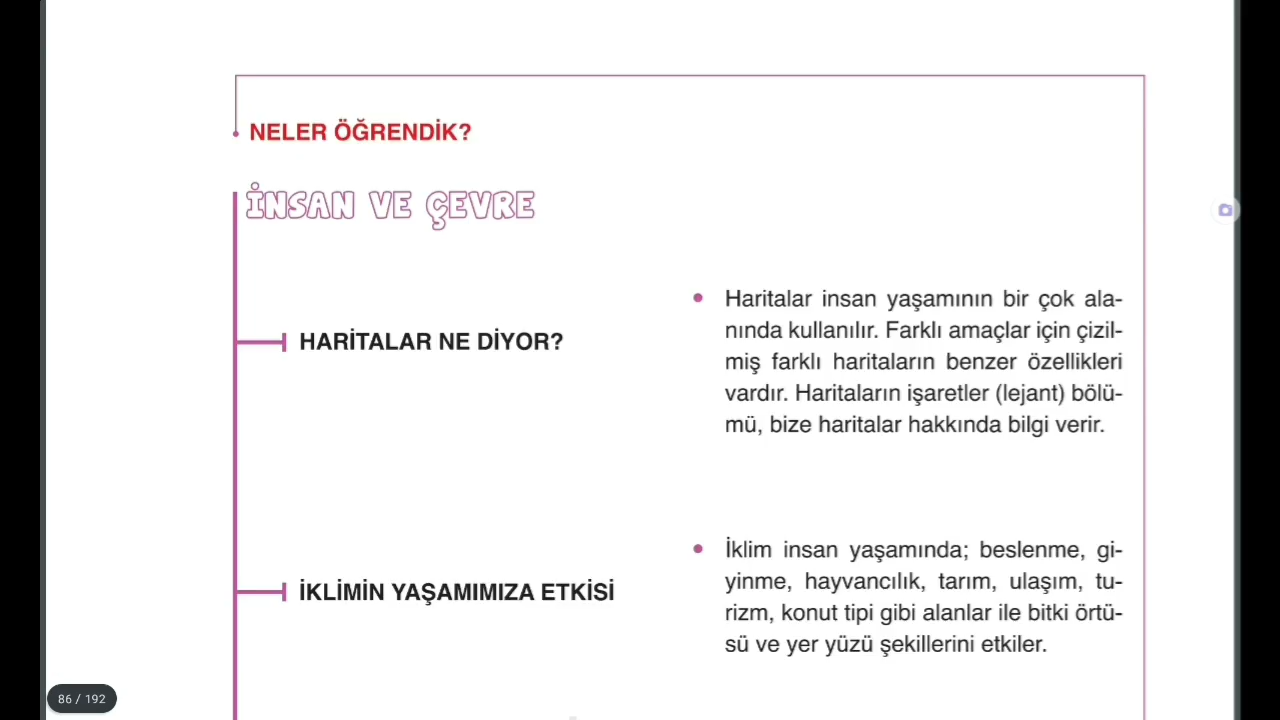 NELER ÖĞRENDİK?
İNSAN VE ÇEVRE
HARİTALAR NE DİYOR?
Haritalar insan yaşamının bir çok ala-
nında kullanılır. Farklı amaçlar için çizil-
miş farklı haritaların benzer özellikleri
vardır. Haritaların işaretler (lejant) bölü-
mü, bize haritalar hakkında bilgi verir.
İKLİMİN YAŞAMIMIZA ETKİSİ
İklim insan yaşamında; beslenme, gi-
yinme, hayvancılık, tarım, ulaşım, tu-
rizm, konut tipi gibi alanlar ile bitki örtü-
sü ve yer yüzü şekillerini etkiler.
86 / 192